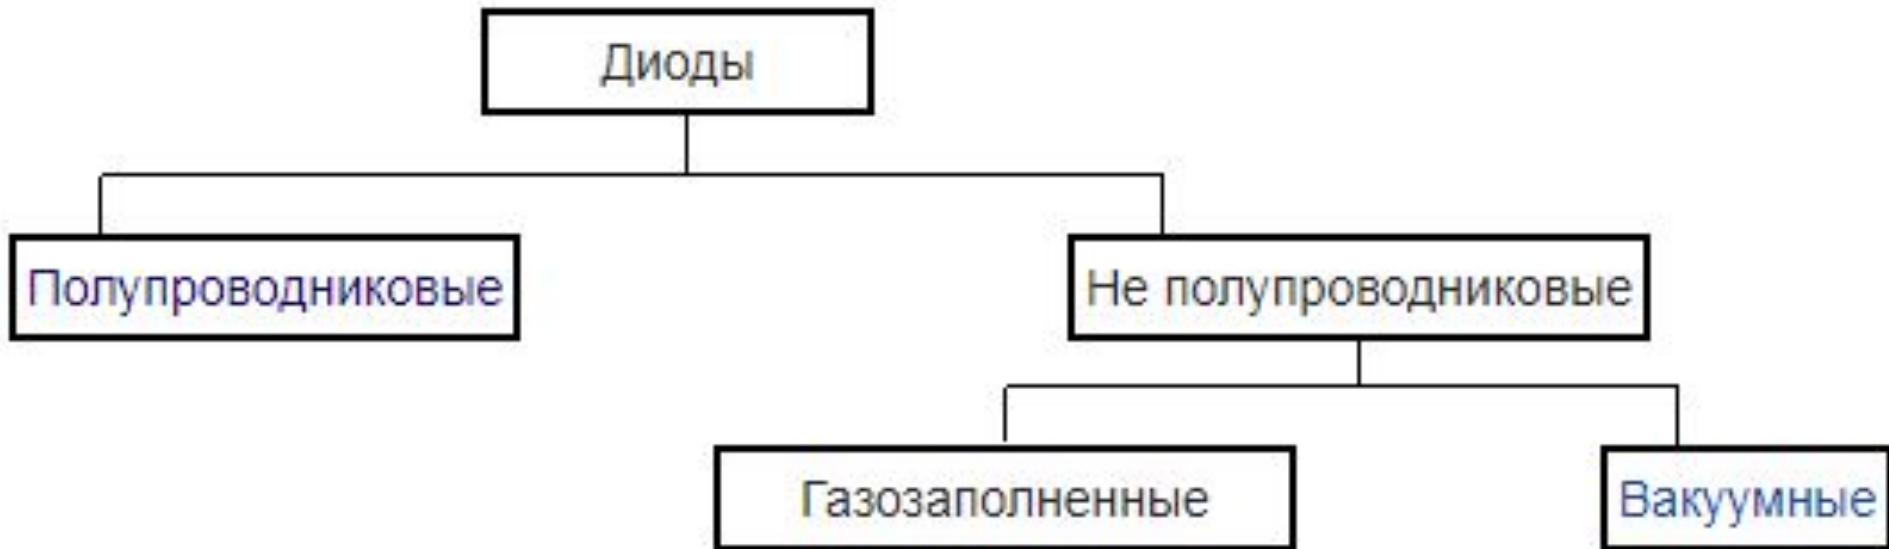 Диоды
Полупроводниковые
Не полупроводниковые
Газозаполненные
Вакуумные